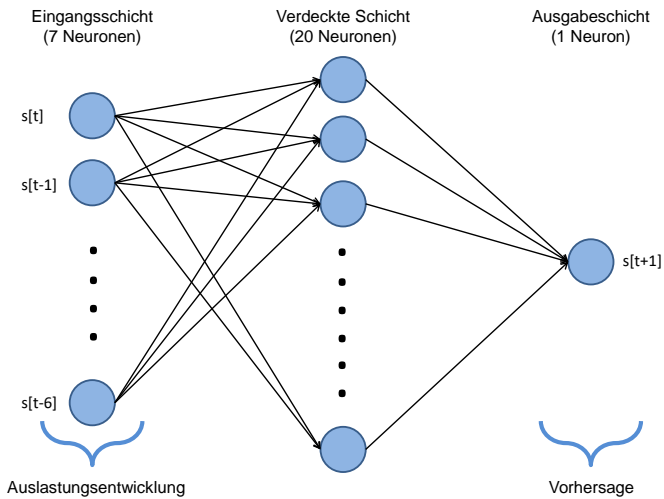 Eingangsschicht
(7 Neuronen)
Verdeckte Schicht
(20 Neuronen)
Ausgabeschicht
(1 Neuron)
s[t]
s[t-1]
s[t+1]
s[t-6]
Auslastungsentwicklung
Vorhersage